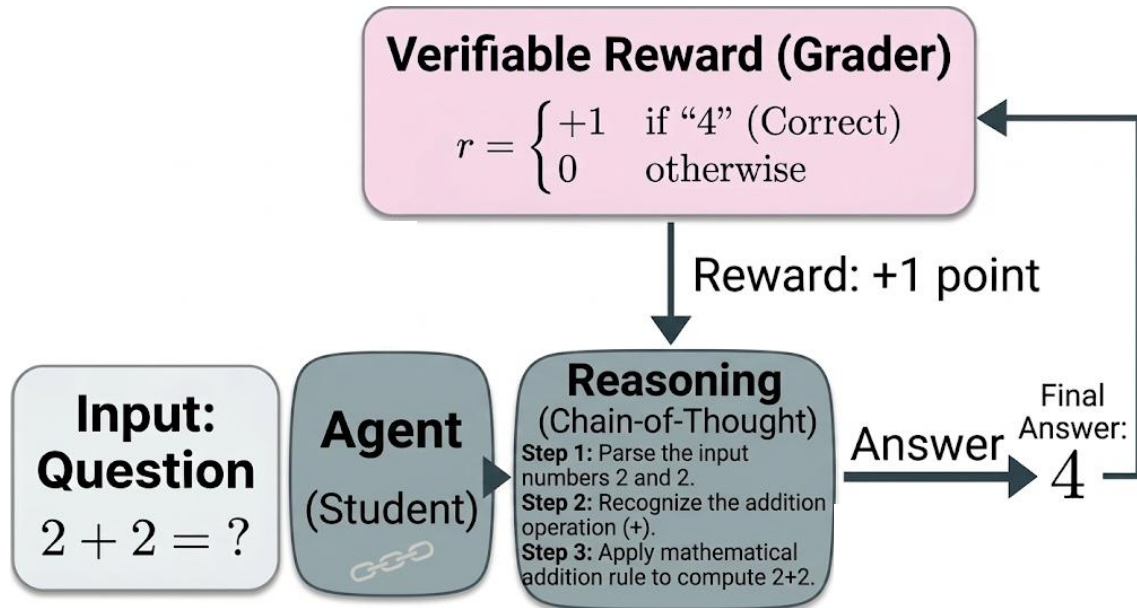 Verifiable Reward (Grader)
r = { +1 if “4” (Correct)
0 otherwise
Reward: +1 point
Input:
Question
2 + 2 = ?
Agent
(Student)
Reasoning
(Chain-of-Thought)
Step 1: Parse the input
numbers 2 and 2.
Step 2: Recognize the addition
operation (+).
Step 3: Apply mathematical
addition rule to compute 2+2.
Answer
Final
Answer:
4